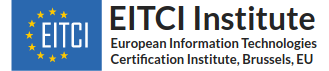 EITCI
EITCI Institute
European Information Technologies
Certification Institute, Brussels, EU